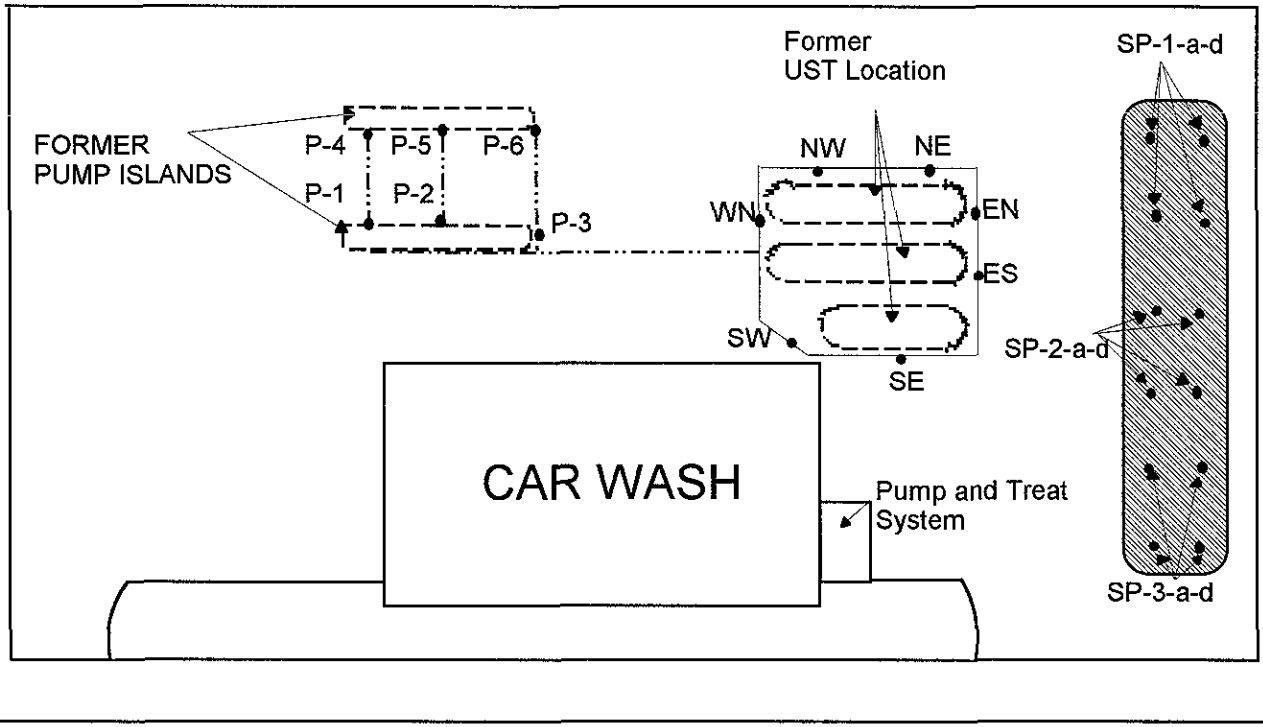 Former
UST Location
SP-1-a-d
FORMER
PUMP ISLANDS
P-4
P-5
P-6
NW
NE
P-1
P-2
WN
EN
P-3
ES
SW
SP-2-a-d
SE
CAR WASH
Pump and Treat
System
SP-3-a-d